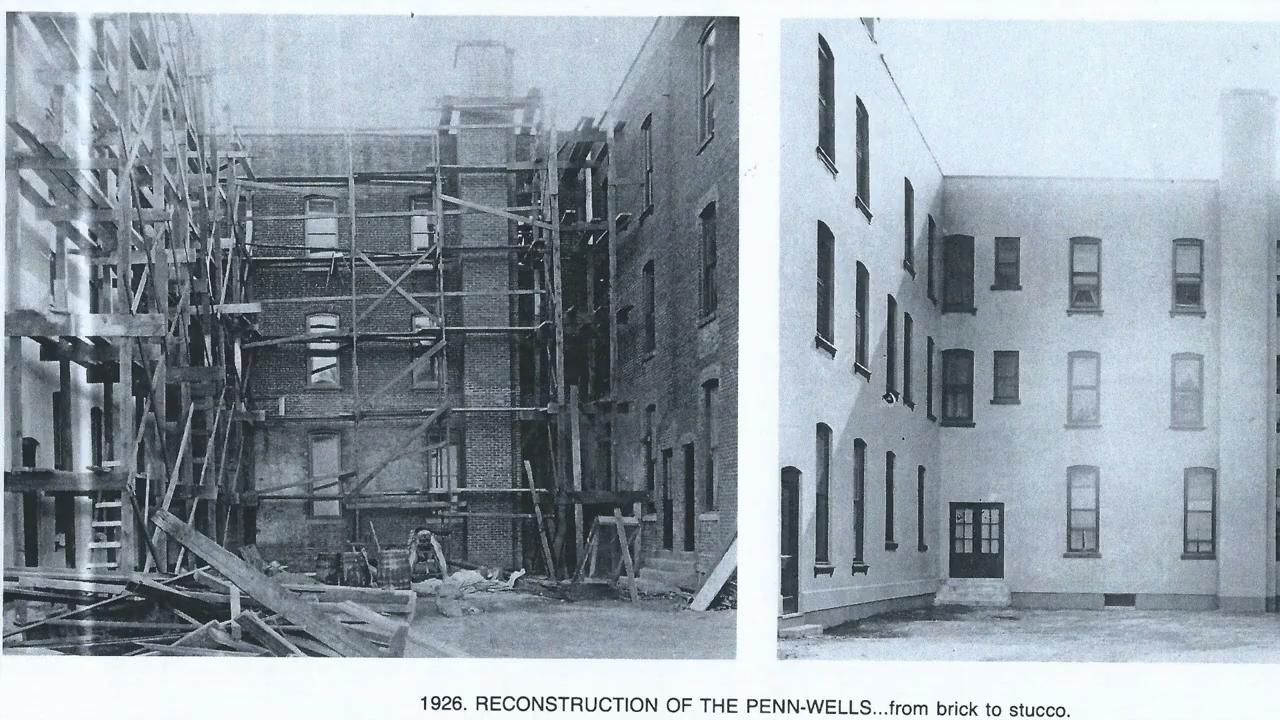 1926. RECONSTRUCTION OF THE PENN-WELLS...from brick to stucco.